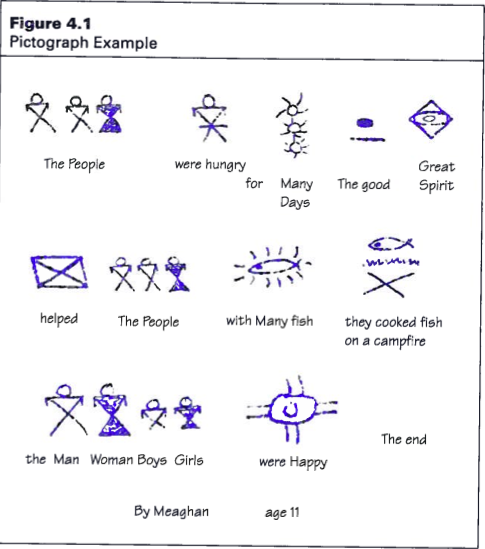 Figure 4.1
Pictograph Example
The People were hungry
for Many Days The good Great Spirit
helped The People with Many fish they cooked fish
on a campfire
the Man Woman Boys Girls were Happy The end
By Meaghan age 11